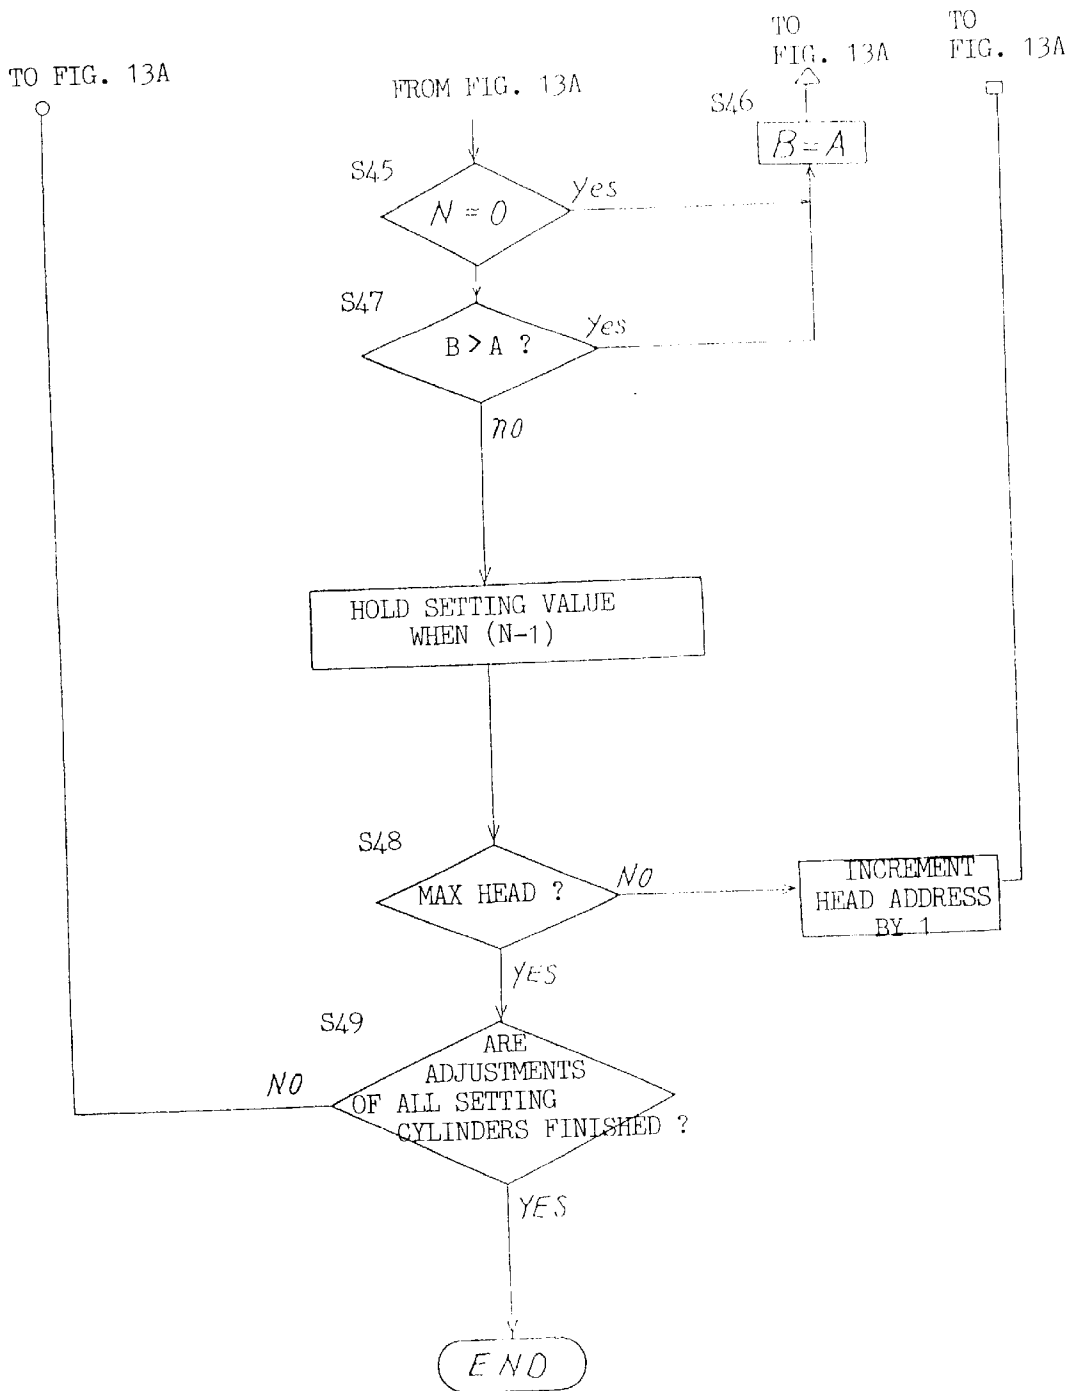 TO FIG. 13A
FROM FIG. 13A
TO
FIG. 13A
TO
FIG. 13A
S46
B=A
S45
N = 0
Yes
S47
B>A ?
Yes
no
HOLD SETTING VALUE
WHEN (N-1)
S48
MAX HEAD ?
NO
INCREMENT
HEAD ADDRESS
BY 1
YES
S49
ARE
ADJUSTMENTS
OF ALL SETTING
CYLINDERS FINISHED ?
NO
YES
END